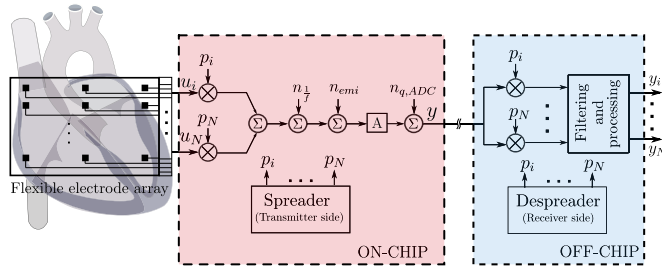 p_i
n_{1/f}
n_{emi}
n_{q,ADC}
u_i
y
Σ
Σ
Σ
A
Σ
p_N
u_N
p_i
p_N
Flexible electrode array
Spreader
(Transmitter side)
ON-CHIP
p_i
p_N
Filtering
and
processing
y_i
y_N
p_i
p_N
Despreader
(Receiver side)
OFF-CHIP